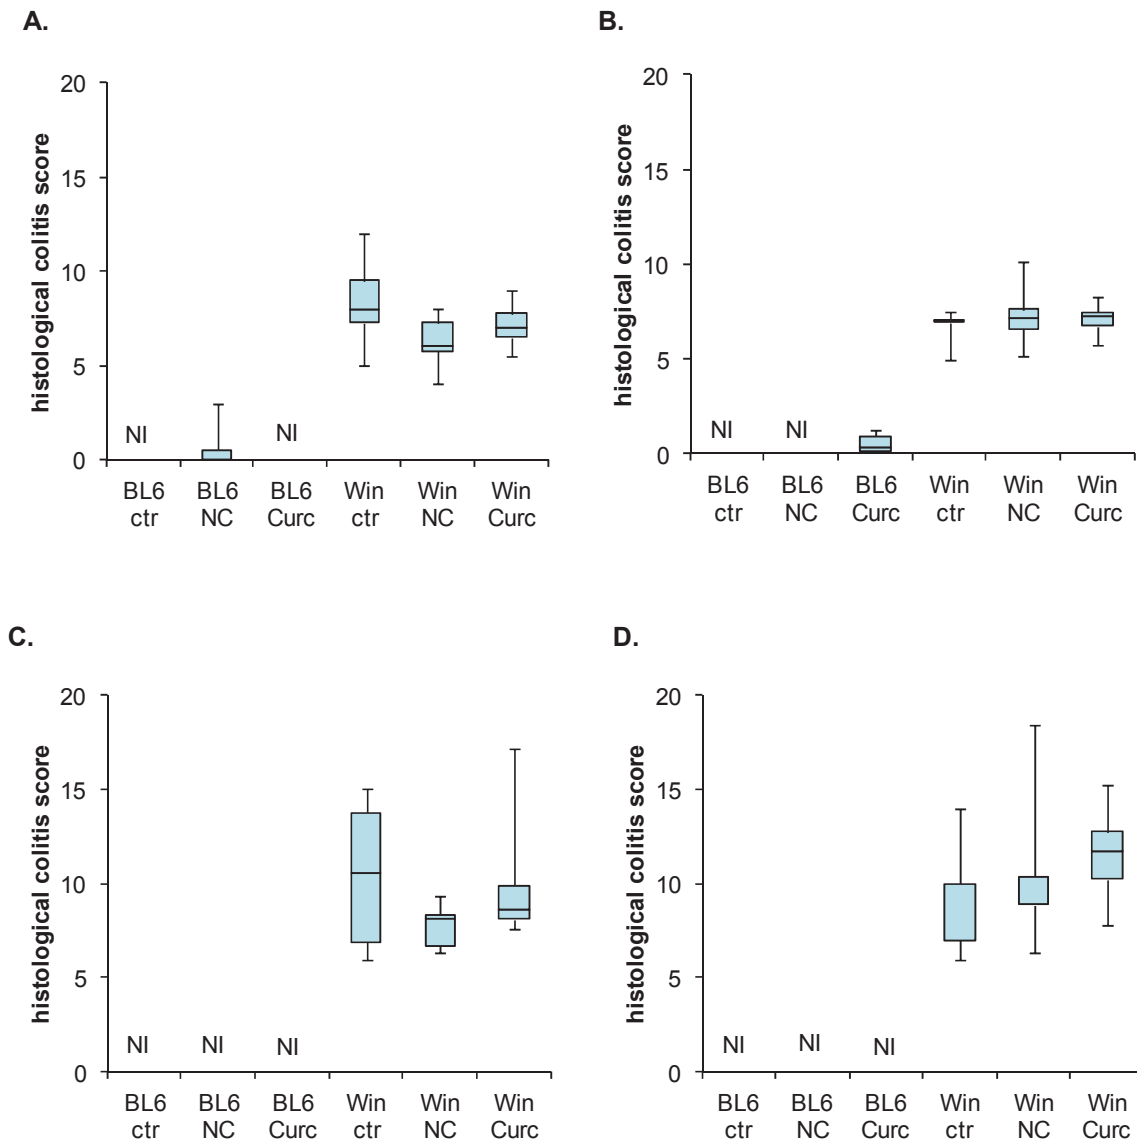 A.
histological colitis score
20
15
10
5
0
NI
NI
BL6 BL6 BL6 Win Win Win
ctr NC Curc ctr NC Curc
B.
histological colitis score
20
15
10
5
0
NI NI
BL6 BL6 BL6 Win Win Win
ctr NC Curc ctr NC Curc
C.
histological colitis score
20
15
10
5
0
NI NI NI
BL6 BL6 BL6 Win Win Win
ctr NC Curc ctr NC Curc
D.
histological colitis score
20
15
10
5
0
NI NI NI
BL6 BL6 BL6 Win Win Win
ctr NC Curc ctr NC Curc